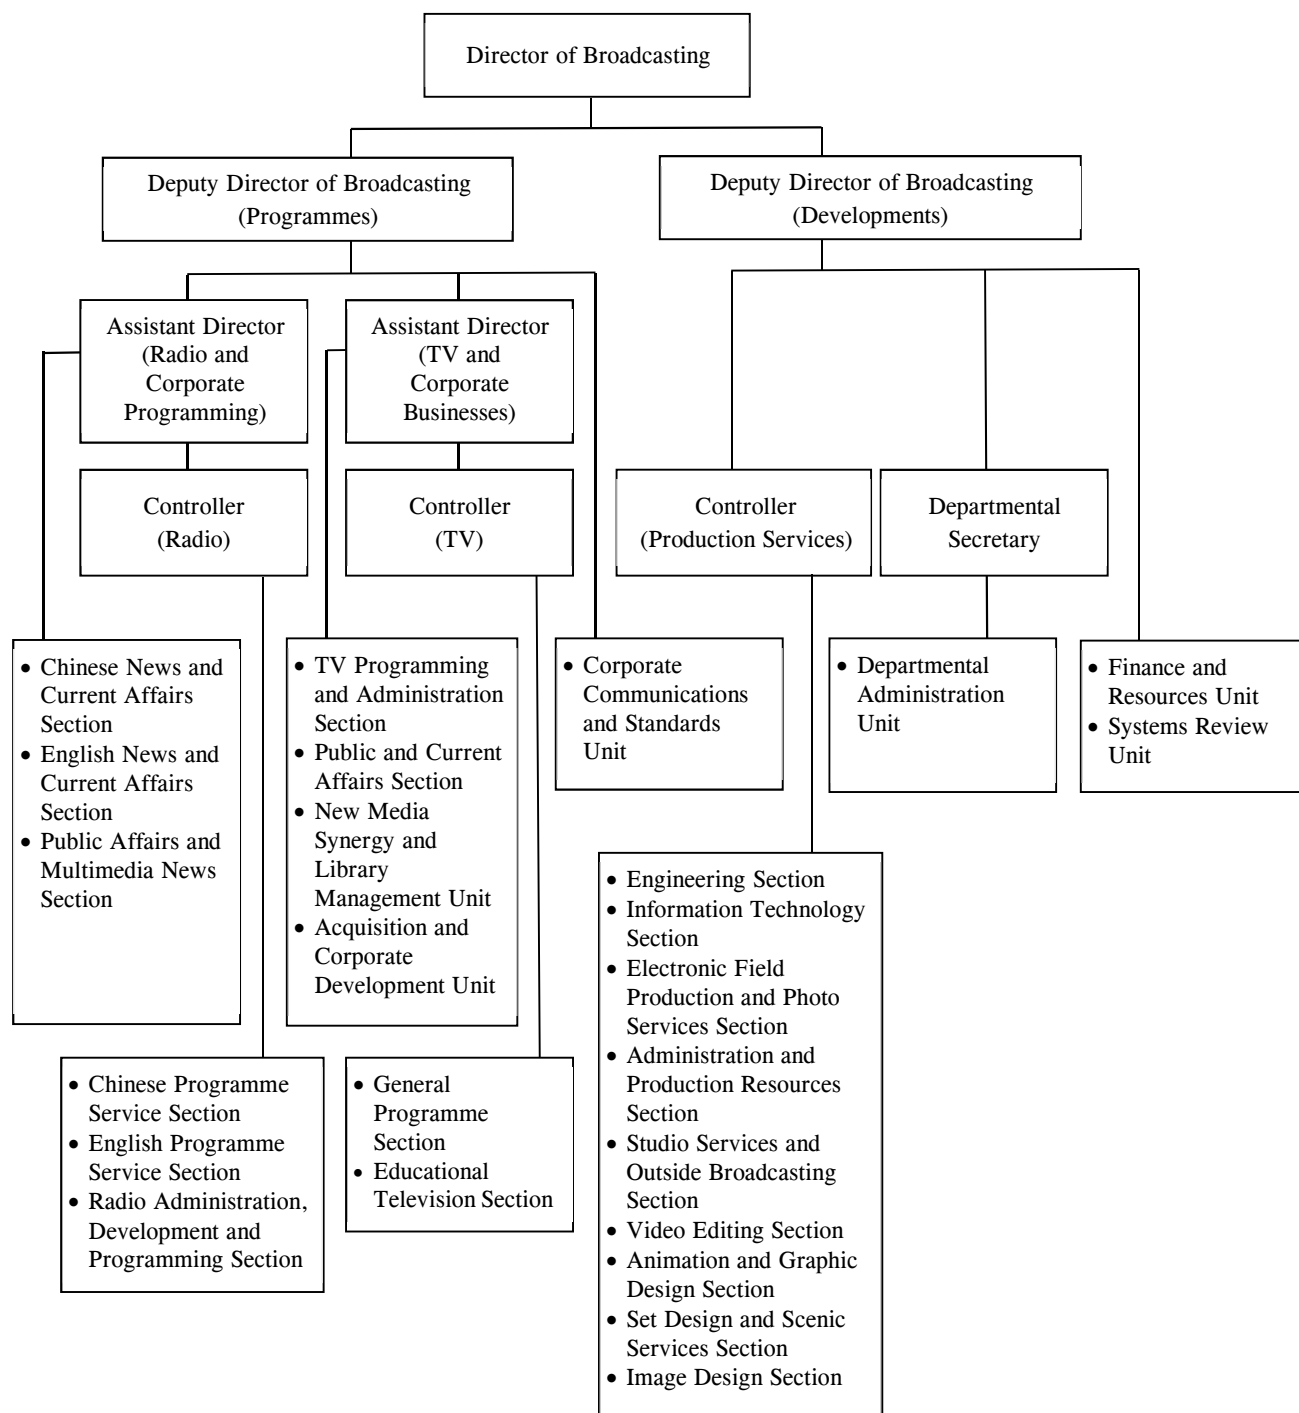 Director of Broadcasting
Deputy Director of Broadcasting
(Programmes)
Deputy Director of Broadcasting
(Developments)
Assistant Director
(Radio and
Corporate
Programming)
Assistant Director
(TV and
Corporate
Businesses)
Controller
(Radio)
Controller
(TV)
Controller
(Production Services)
Departmental
Secretary
• Chinese News and
Current Affairs
Section
• English News and
Current Affairs
Section
• Public Affairs and
Multimedia News
Section
• TV Programming
and Administration
Section
• Public and Current
Affairs Section
• New Media
Synergy and
Library
Management Unit
• Acquisition and
Corporate
Development Unit
• Corporate
Communications
and Standards
Unit
• Departmental
Administration
Unit
• Finance and
Resources Unit
• Systems Review
Unit
• Chinese Programme
Service Section
• English Programme
Service Section
• Radio Administration,
Development and
Programming Section
• General
Programme
Section
• Educational
Television Section
• Engineering Section
• Information Technology
Section
• Electronic Field
Production and Photo
Services Section
• Administration and
Production Resources
Section
• Studio Services and
Outside Broadcasting
Section
• Video Editing Section
• Animation and Graphic
Design Section
• Set Design and Scenic
Services Section
• Image Design Section